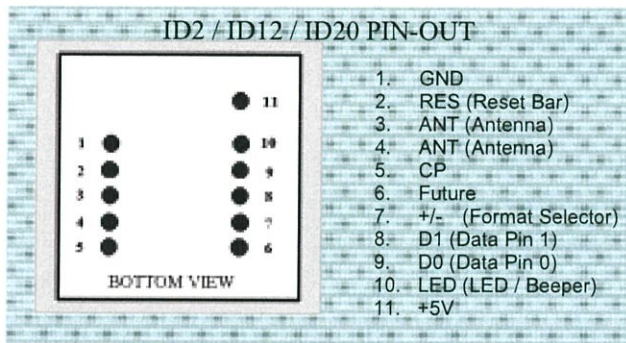 ID2 / ID12 / ID20 PIN-OUT
11
1 10
2 9
3 8
4 7
5 6
BOTTOM VIEW
1. GND
2. RES (Reset Bar)
3. ANT (Antenna)
4. ANT (Antenna)
5. CP
6. Future
7. +/- (Format Selector)
8. D1 (Data Pin 1)
9. D0 (Data Pin 0)
10. LED (LED / Beeper)
11. +5V